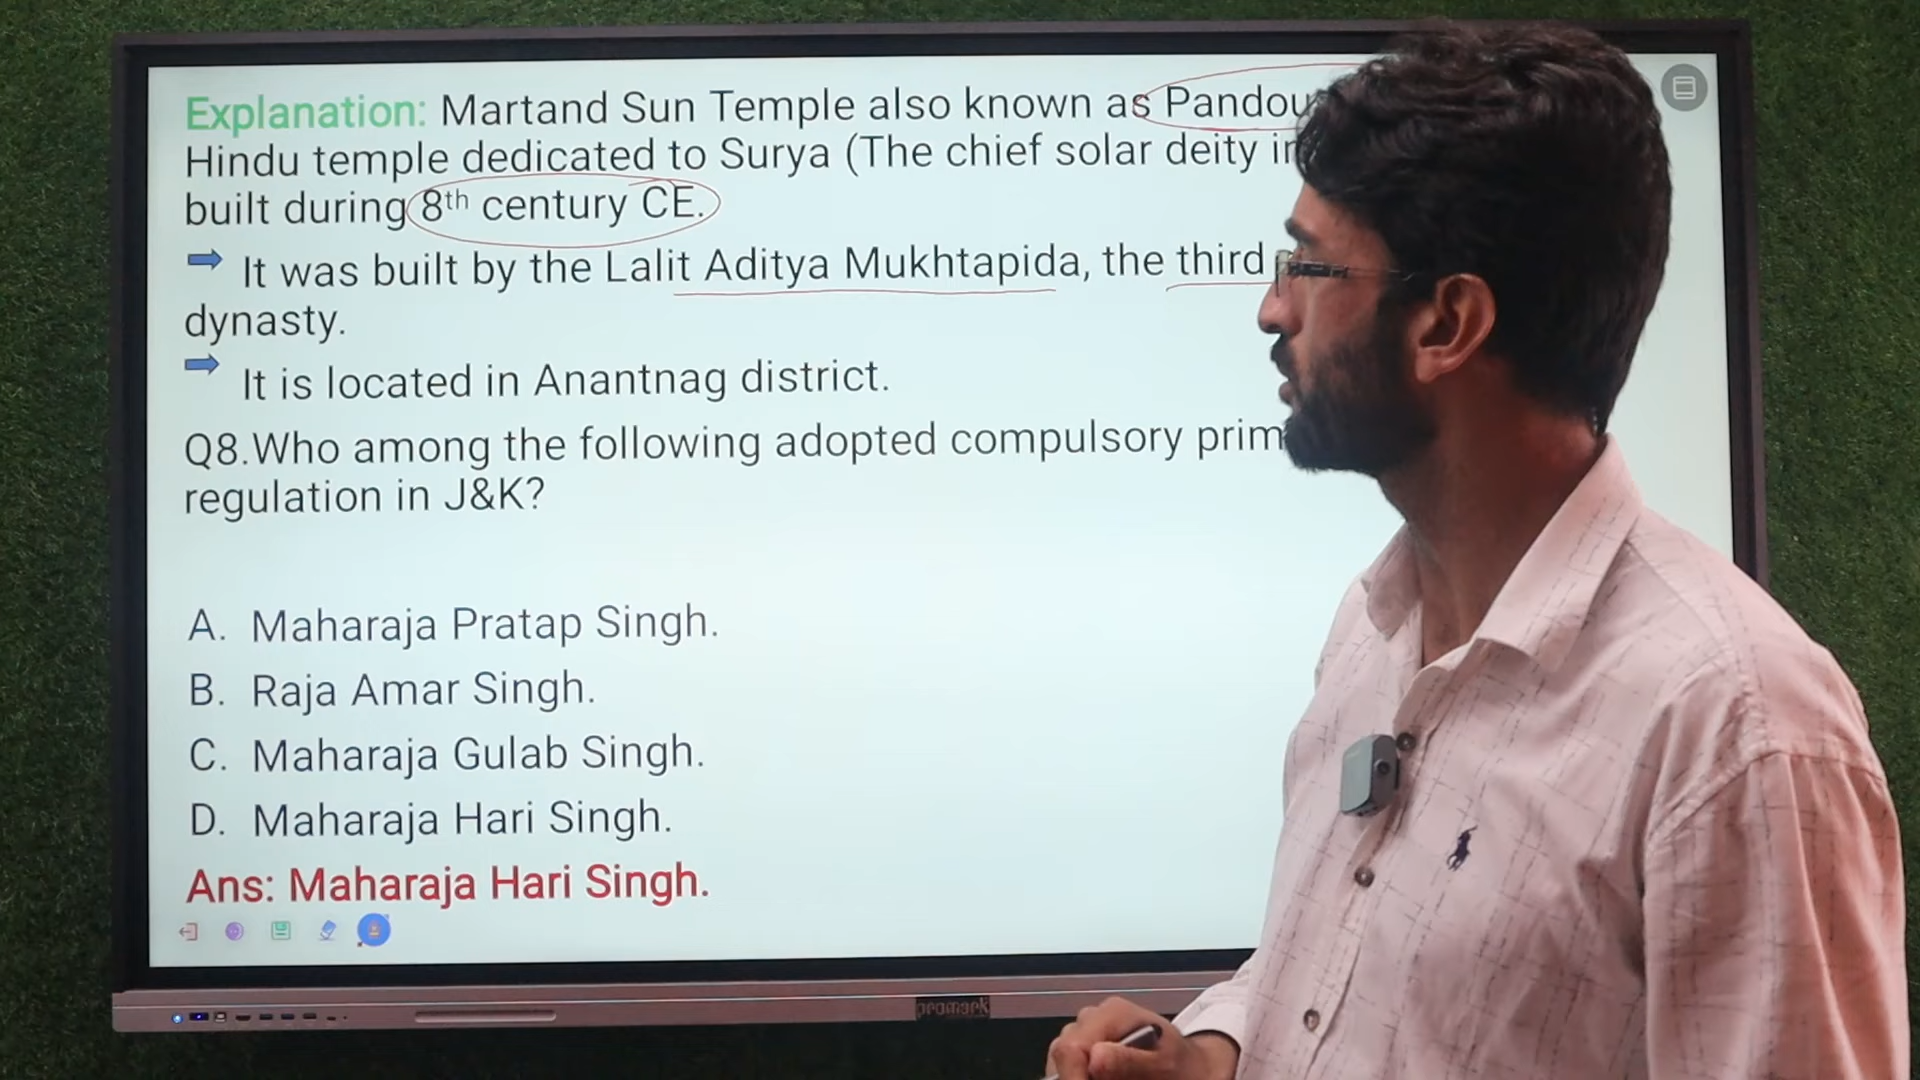 Explanation: Martand Sun Temple also known as
Hindu temple dedicated to Surya (The chief solar deity
built during 8th century CE.
It was built by the Lalit Aditya Mukhtapida, the third
dynasty.
It is located in Anantnag district.
Q8.Who among the following adopted compulsory
regulation in J&K?
A. Maharaja Pratap Singh.
B. Raja Amar Singh.
C. Maharaja Gulab Singh.
D. Maharaja Hari Singh.
Ans: Maharaja Hari Singh.
promark